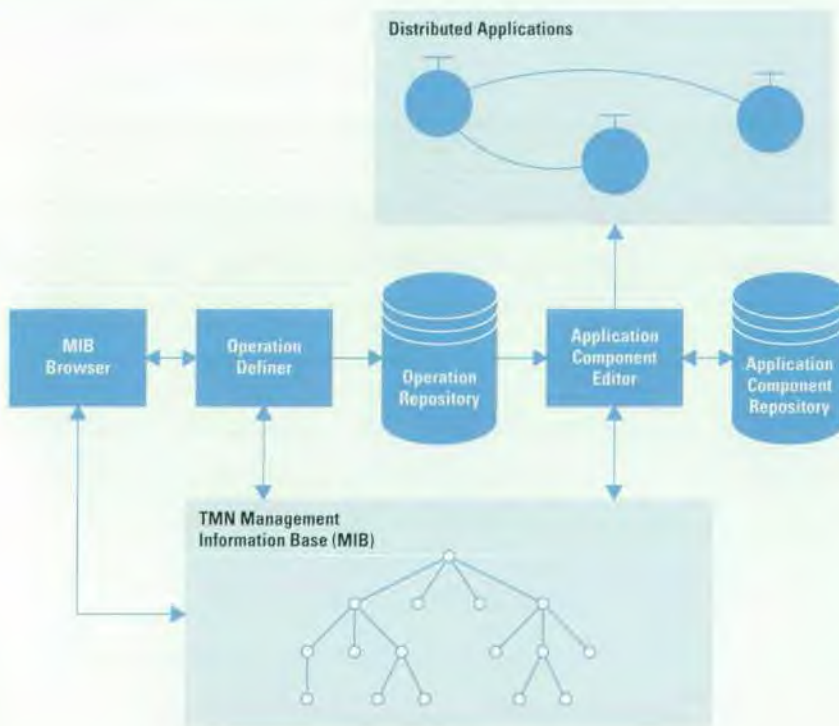 Distributed Applications
MIB
Browser
Operation
Definer
Operation
Repository
Application
Component
Editor
Application
Component
Repository
TMN Management
Information Base (MIB)